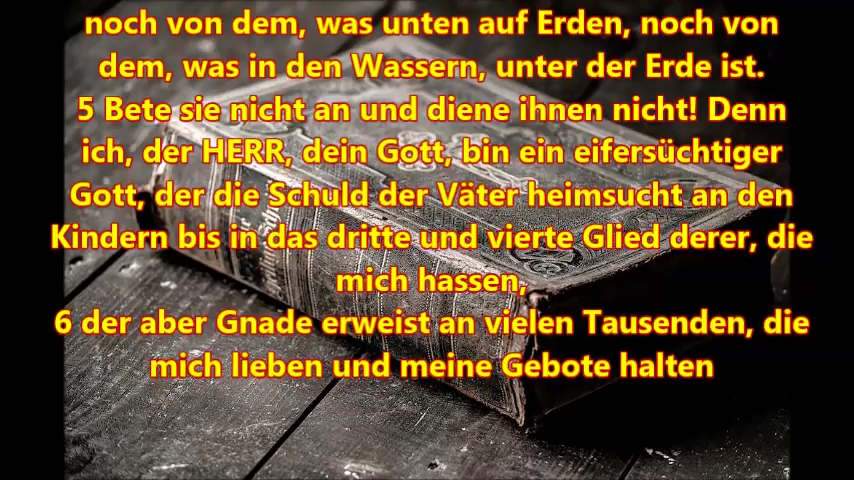 noch von dem, was unten auf Erden, noch von
dem, was in den Wassern, unter der Erde ist.
5 Bete sie nicht an und diene ihnen nicht! Denn
ich, der HERR, dein Gott, bin ein eifersüchtiger
Gott, der die Schuld der Väter heimsucht an den
Kindern bis in das dritte und vierte Glied derer, die
mich hassen,
6 der aber Gnade erweist an vielen Tausenden, die
mich lieben und meine Gebote halten